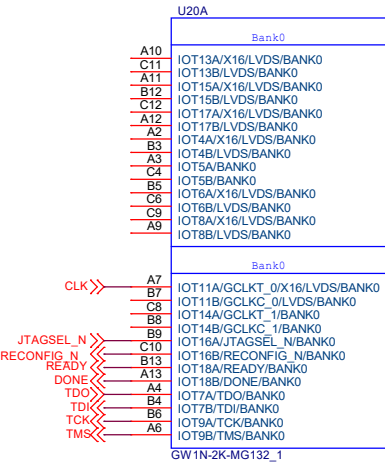 U20A
Bank0
A10 IOT13A/X16/LVDS/BANK0
C11 IOT13B/LVDS/BANK0
A11 IOT15A/X16/LVDS/BANK0
B12 IOT15B/LVDS/BANK0
C12 IOT17A/X16/LVDS/BANK0
A12 IOT17B/LVDS/BANK0
A2 IOT4A/X16/LVDS/BANK0
B3 IOT4B/LVDS/BANK0
A3 IOT5A/BANK0
C4 IOT5B/BANK0
B5 IOT6A/X16/LVDS/BANK0
C6 IOT6B/LVDS/BANK0
C9 IOT8A/X16/LVDS/BANK0
A9 IOT8B/LVDS/BANK0
Bank0
CLK A7 IOT11A/GCLKT_0/X16/LVDS/BANK0
B7 IOT11B/GCLKC_0/LVDS/BANK0
C8 IOT14A/GCLKT_1/BANK0
B8 IOT14B/GCLKC_1/BANK0
JTAGSEL_N B9 IOT16A/JTAGSEL_N/BANK0
RECONFIG_N C10 IOT16B/RECONFIG_N/BANK0
READY B13 IOT18A/READY/BANK0
DONE A13 IOT18B/DONE/BANK0
TDO A4 IOT7A/TDO/BANK0
TDI B4 IOT7B/TDI/BANK0
TCK B6 IOT9A/TCK/BANK0
TMS A6 IOT9B/TMS/BANK0
GW1N-2K-MG132_1